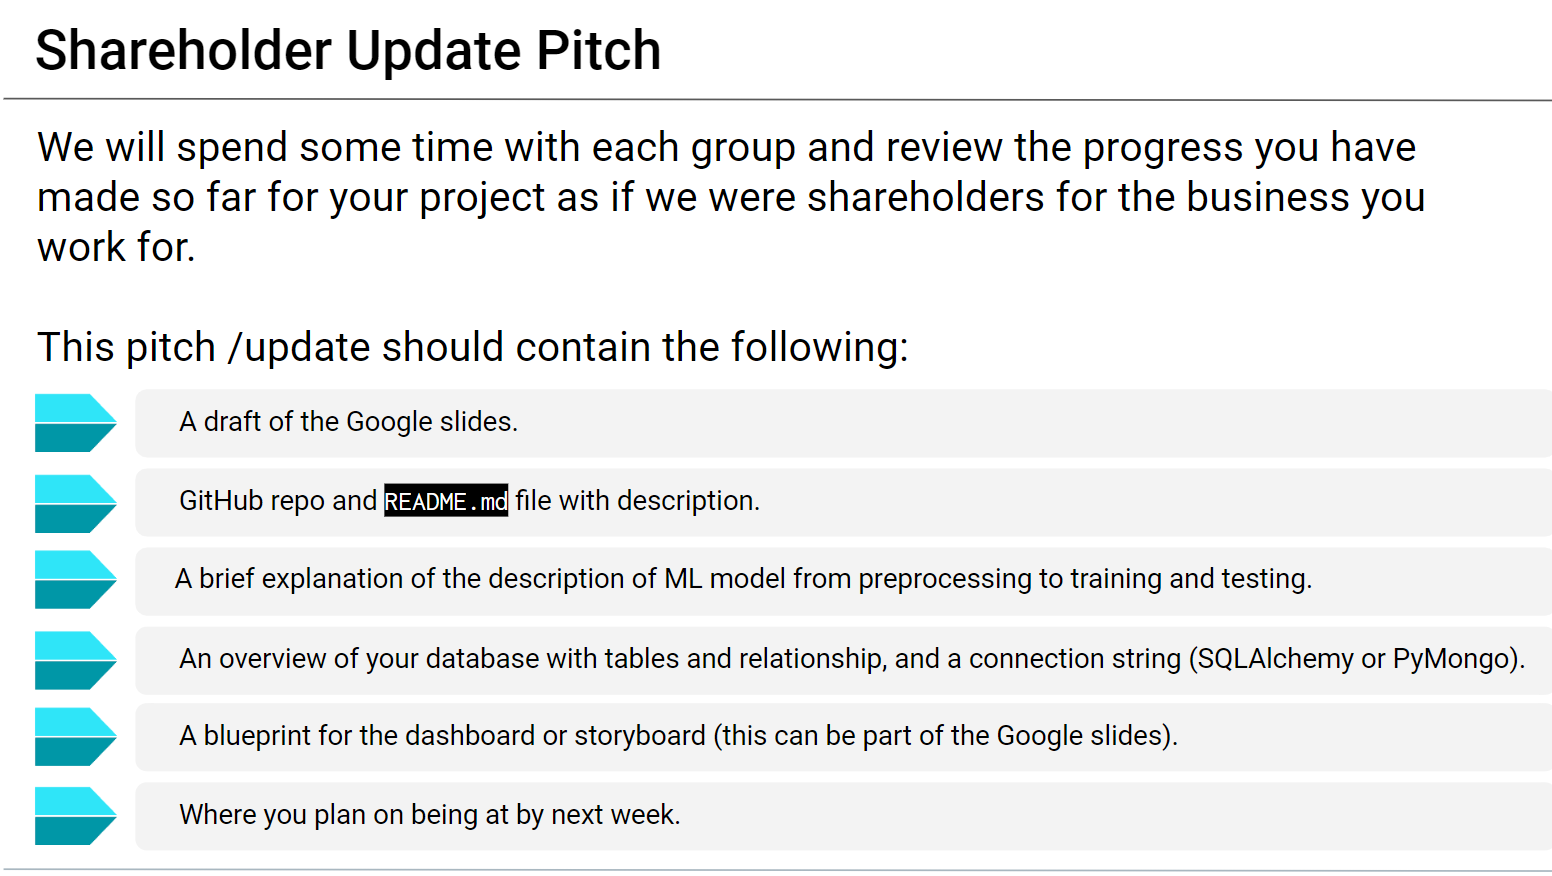 Shareholder Update Pitch
We will spend some time with each group and review the progress you have
made so far for your project as if we were shareholders for the business you
work for.
This pitch /update should contain the following:
A draft of the Google slides.
GitHub repo and README.md file with description.
A brief explanation of the description of ML model from preprocessing to training and testing.
An overview of your database with tables and relationship, and a connection string (SQLAlchemy or PyMongo).
A blueprint for the dashboard or storyboard (this can be part of the Google slides).
Where you plan on being at by next week.